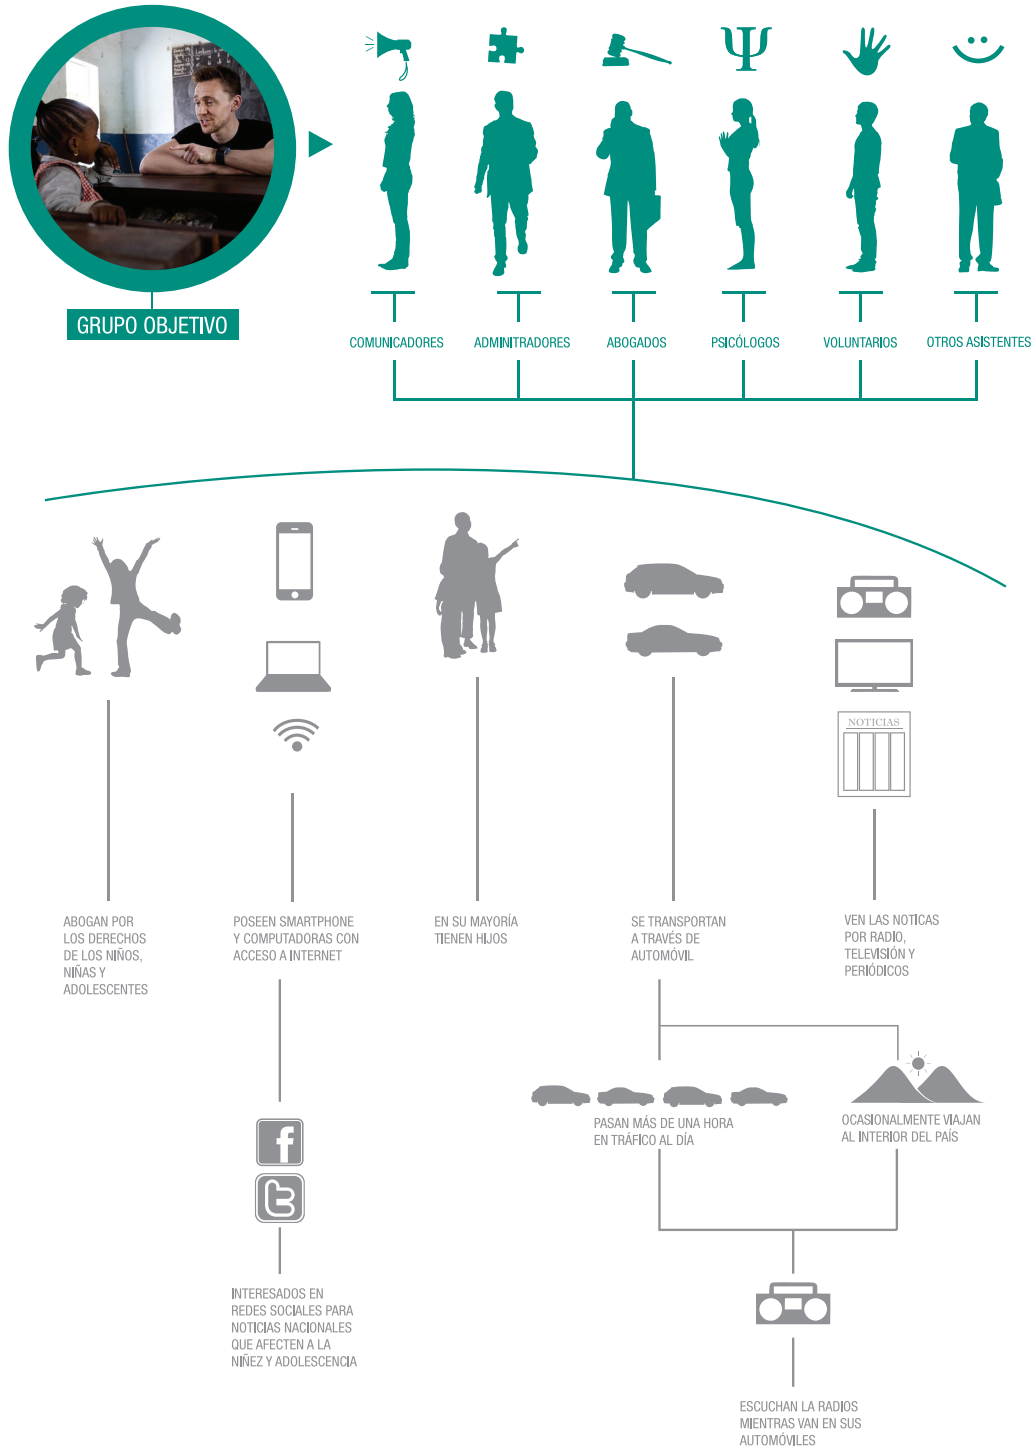 GRUPO OBJETIVO
COMUNICADORES
ADMINITRADORES
ABOGADOS
PSICÓLOGOS
VOLUNTARIOS
OTROS ASISTENTES
NOTICIAS
ABOGAN POR
LOS DERECHOS
DE LOS NIÑOS,
NIÑAS Y
ADOLESCENTES
POSEEN SMARTPHONE
Y COMPUTADORAS CON
ACCESO A INTERNET
EN SU MAYORÍA
TIENEN HIJOS
SE TRANSPORTAN
A TRAVÉS DE
AUTOMÓVIL
VEN LAS NOTICAS
POR RADIO,
TELEVISIÓN Y
PERIÓDICOS
PASAN MÁS DE UNA HORA
EN TRÁFICO AL DÍA
OCASIONALMENTE VIAJAN
AL INTERIOR DEL PAÍS
INTERESADOS EN
REDES SOCIALES PARA
NOTICIAS NACIONALES
QUE AFECTEN A LA
NIÑEZ Y ADOLESCENCIA
ESCUCHAN LA RADIOS
MIENTRAS VAN EN SUS
AUTOMÓVILES